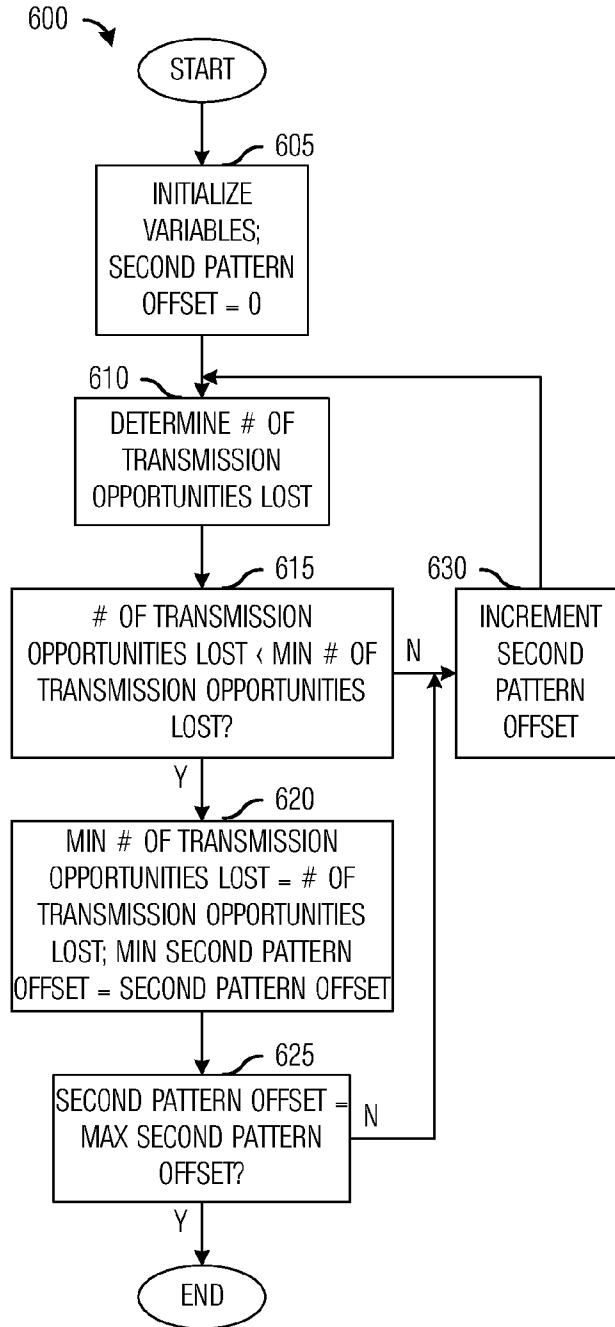 600
START
605
INITIALIZE
VARIABLES;
SECOND PATTERN
OFFSET = 0
610
DETERMINE # OF
TRANSMISSION
OPPORTUNITIES LOST
615
# OF TRANSMISSION
OPPORTUNITIES LOST < MIN # OF
TRANSMISSION OPPORTUNITIES
LOST?
N
Y
630
INCREMENT
SECOND
PATTERN
OFFSET
620
MIN # OF TRANSMISSION
OPPORTUNITIES LOST = # OF
TRANSMISSION OPPORTUNITIES
LOST; MIN SECOND PATTERN
OFFSET = SECOND PATTERN OFFSET
625
SECOND PATTERN OFFSET =
MAX SECOND PATTERN
OFFSET?
N
Y
END